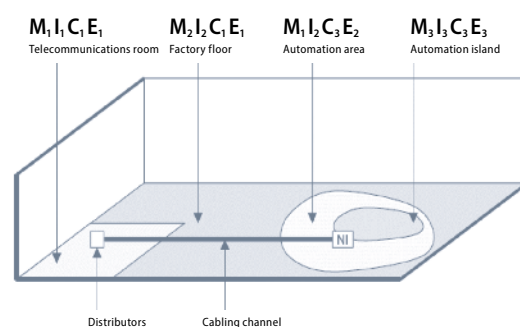 M₁I₁C₁E₁ M₂I₂C₁E₁ M₁I₂C₃E₂ M₃I₃C₃E₃
Telecommunications room Factory floor Automation area Automation island
NI
Distributors Cabling channel